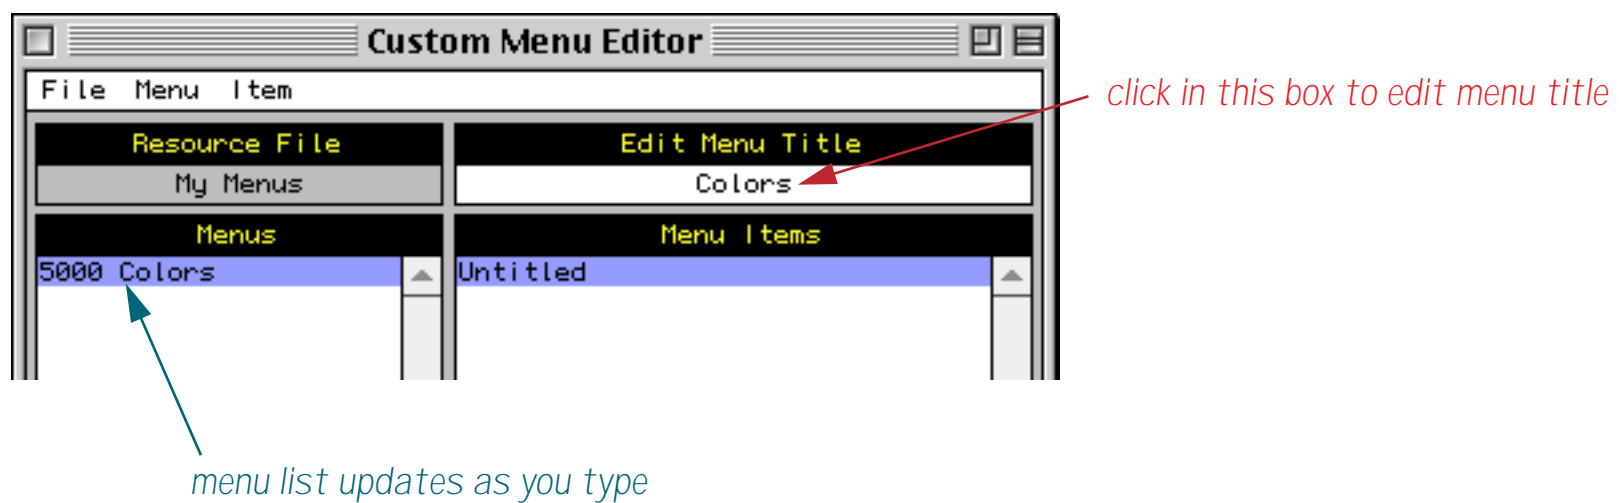 Custom Menu Editor
File Menu Item
click in this box to edit menu title
Resource File
Edit Menu Title
My Menus
Colors
Menus
Menu Items
5000 Colors
Untitled
menu list updates as you type